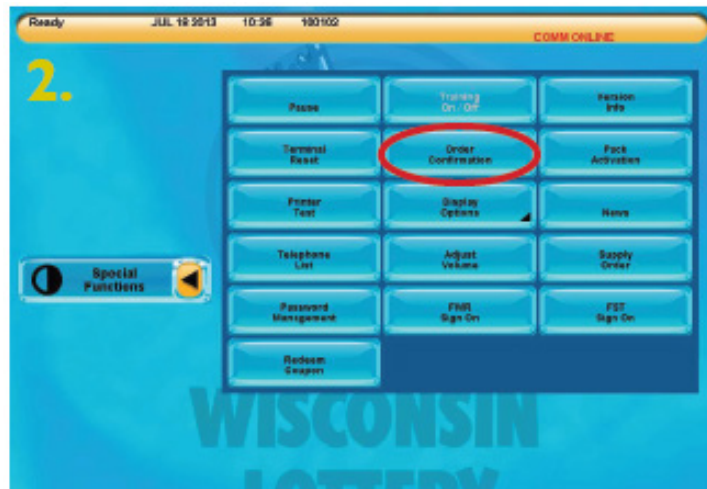 Ready JUL 18 2013 10:36 100102
COMM ONLINE
2.
Pause
Training
On / Off
Version
Info
Terminal
Reset
Order
Confirmation
Pack
Activation
Printer
Test
Display
Options
News
Telephone
List
Adjust
Volume
Supply
Order
Special
Functions
Password
Management
FMR
Sign On
FST
Sign On
Redeem
Coupon
WISCONSIN
LOTTERY